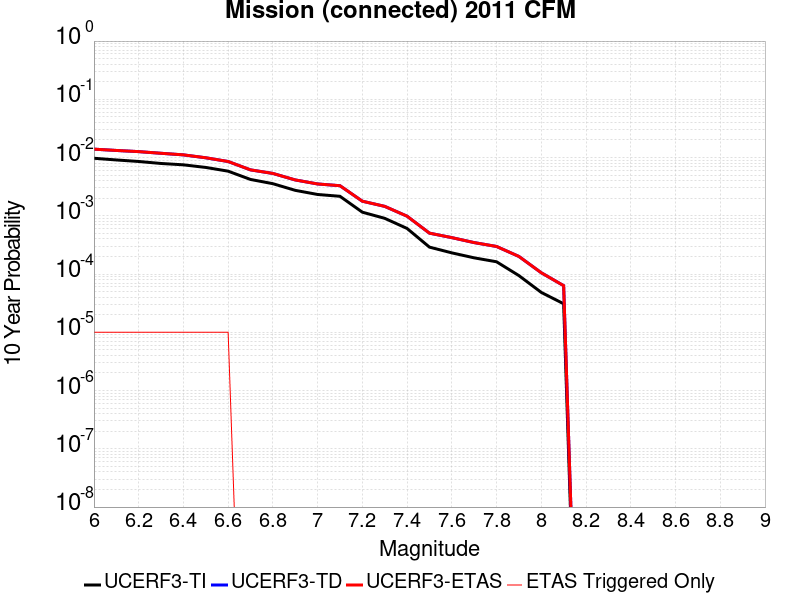 Mission (connected) 2011 CFM
10^0
10^-1
10^-2
10^-3
10^-4
10^-5
10^-6
10^-7
10^-8
10 Year Probability
6 6.2 6.4 6.6 6.8 7 7.2 7.4 7.6 7.8 8 8.2 8.4 8.6 8.8 9
Magnitude
UCERF3-TI UCERF3-TD UCERF3-ETAS ETAS Triggered Only